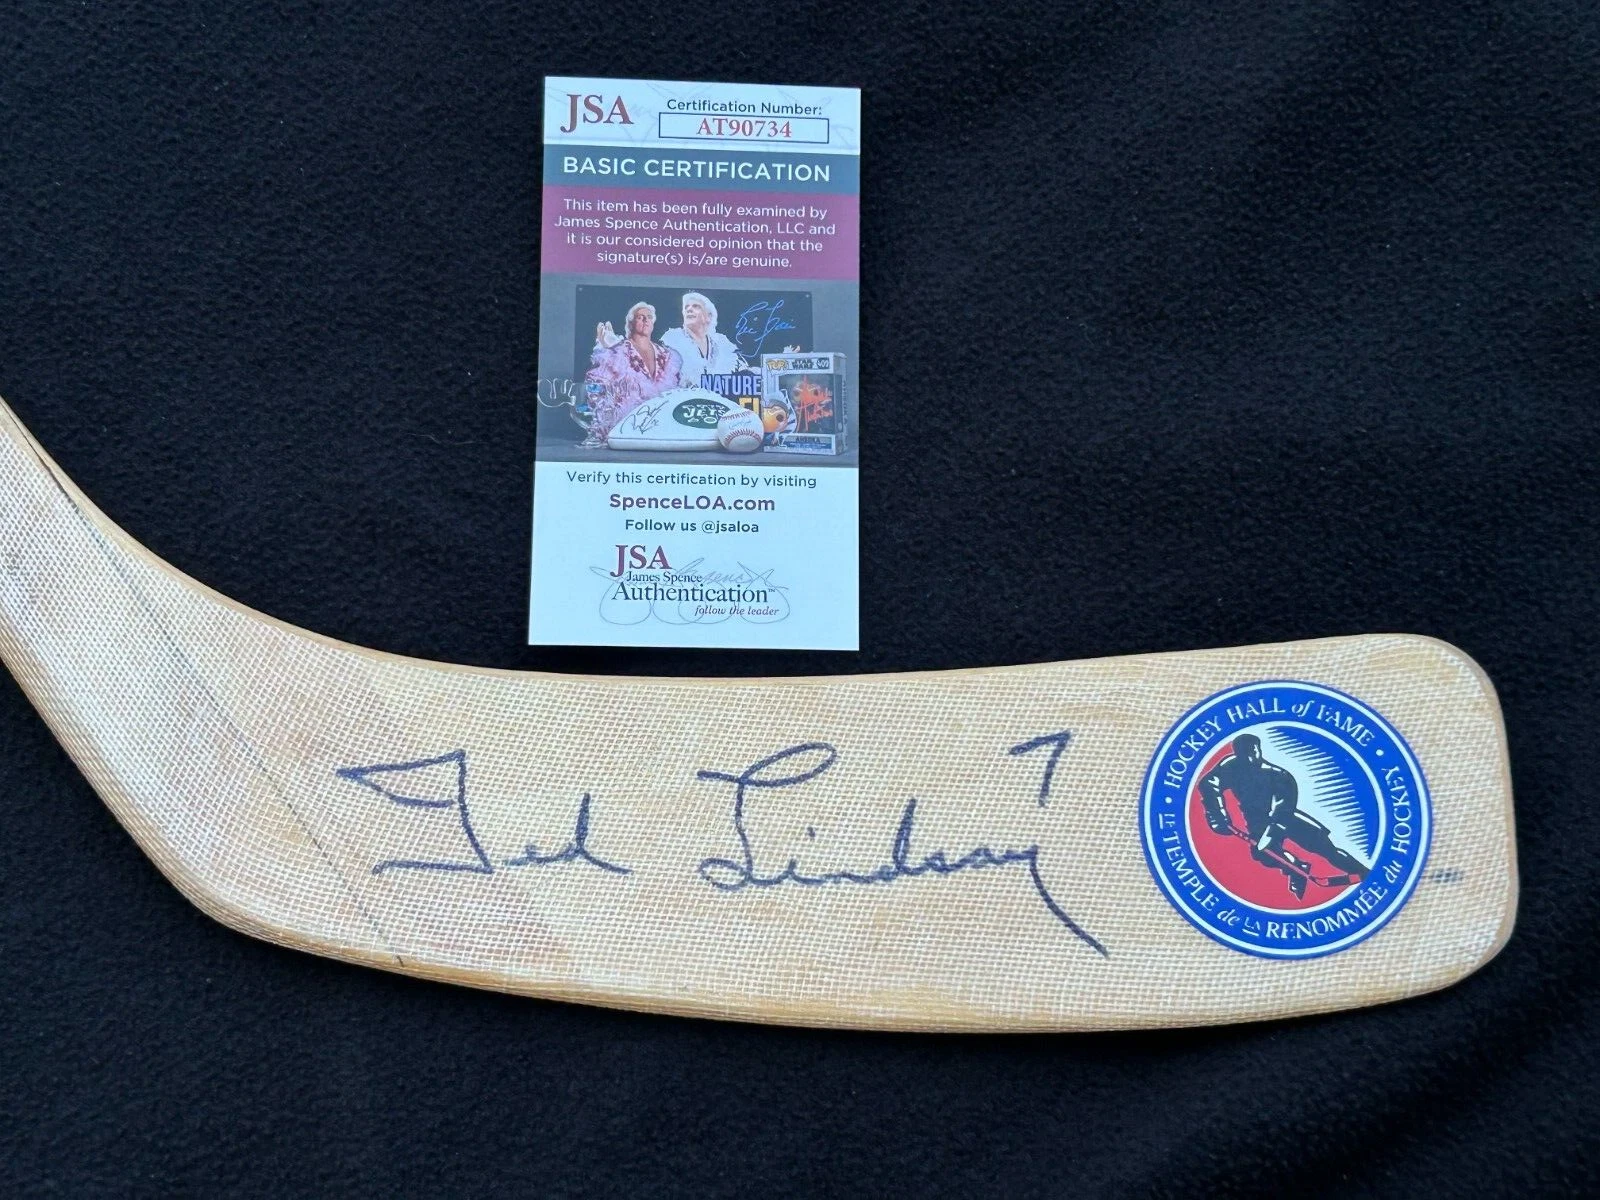 JSA
Certification Number:
AT90734
BASIC CERTIFICATION
This item has been fully examined by
James Spence Authentication, LLC and
it is our considered opinion that the
signature(s) is/are genuine.
NATURE
JETS
Verify this certification by visiting
SpenceLOA.com
Follow us @jsaloa
JSA
James Spence
Authentication™
follow the leader
Ted Lindsay 7
• HOCKEY HALL of FAME •
LE TEMPLE de LA RENOMMÉE du HOCKEY